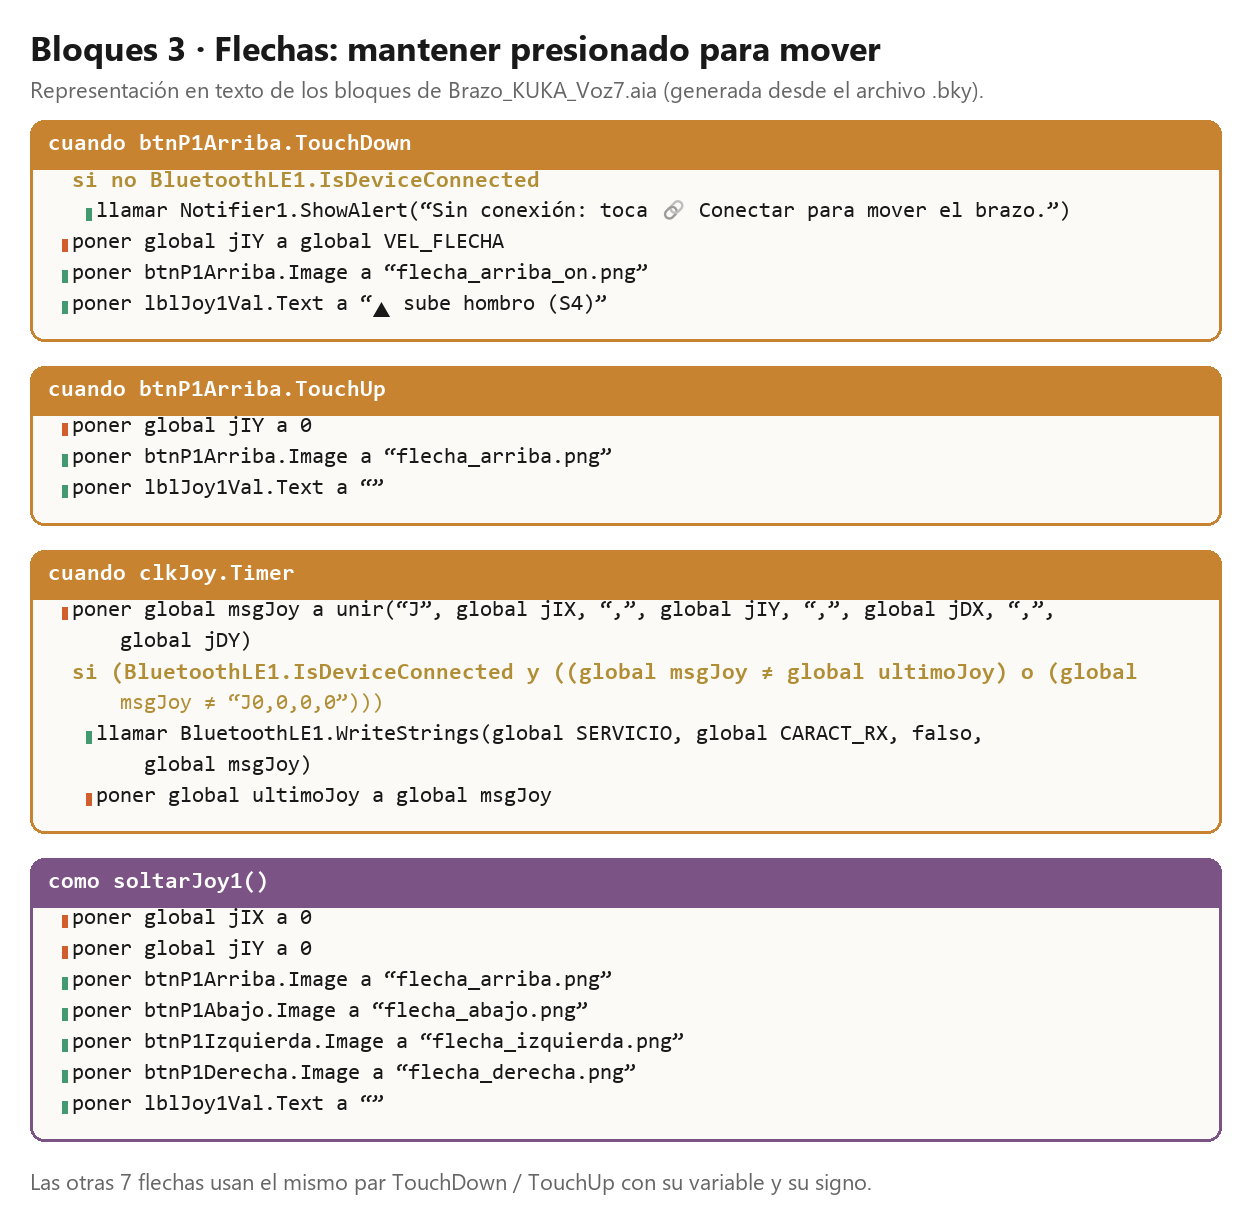 Bloques 3 · Flechas: mantener presionado para mover
Representación en texto de los bloques de Brazo_KUKA_Voz7.aia (generada desde el archivo .bky).
cuando btnP1Arriba.TouchDown
si no BluetoothLE1.IsDeviceConnected
llamar Notifier1.ShowAlert(“Sin conexión: toca 🔗 Conectar para mover el brazo.”)
poner global jIY a global VEL_FLECHA
poner btnP1Arriba.Image a “flecha_arriba_on.png”
poner lblJoy1Val.Text a “▲ sube hombro (S4)”
cuando btnP1Arriba.TouchUp
poner global jIY a 0
poner btnP1Arriba.Image a “flecha_arriba.png”
poner lblJoy1Val.Text a “”
cuando clkJoy.Timer
poner global msgJoy a unir(“J”, global jIX, “,”, global jIY, “,”, global jDX, “,”,
global jDY)
si (BluetoothLE1.IsDeviceConnected y ((global msgJoy ≠ global ultimoJoy) o (global
msgJoy ≠ “J0,0,0,0”)))
llamar BluetoothLE1.WriteStrings(global SERVICIO, global CARACT_RX, falso,
global msgJoy)
poner global ultimoJoy a global msgJoy
como soltarJoy1()
poner global jIX a 0
poner global jIY a 0
poner btnP1Arriba.Image a “flecha_arriba.png”
poner btnP1Abajo.Image a “flecha_abajo.png”
poner btnP1Izquierda.Image a “flecha_izquierda.png”
poner btnP1Derecha.Image a “flecha_derecha.png”
poner lblJoy1Val.Text a “”
Las otras 7 flechas usan el mismo par TouchDown / TouchUp con su variable y su signo.